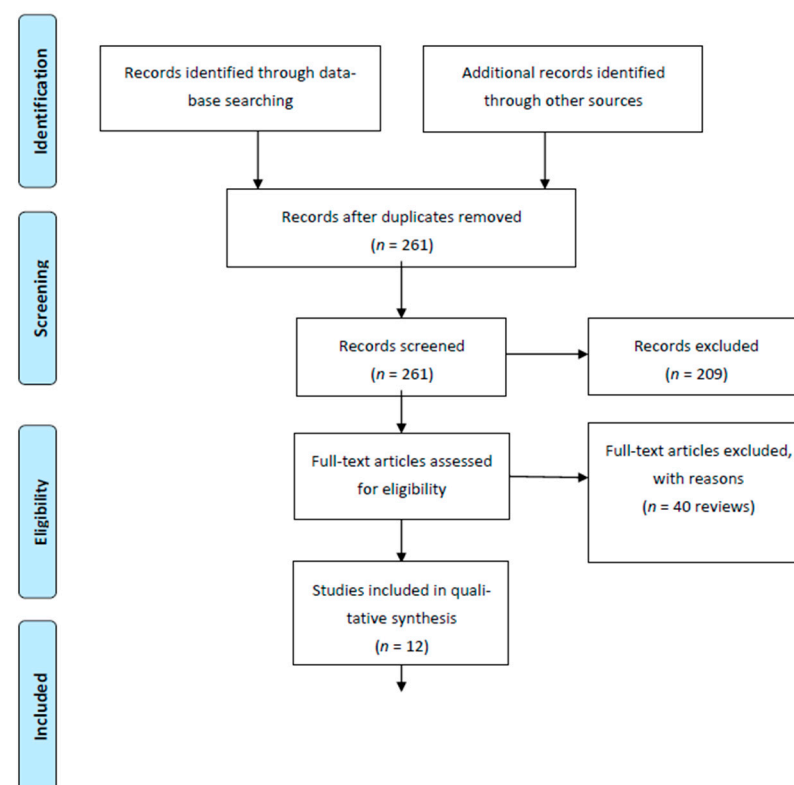 Identification
Records identified through data-
base searching
Additional records identified
through other sources
Screening
Records after duplicates removed
(n = 261)
Records screened
(n = 261)
Records excluded
(n = 209)
Eligibility
Full-text articles assessed
for eligibility
Full-text articles excluded,
with reasons
(n = 40 reviews)
Studies included in quali-
tative synthesis
(n = 12)
Included